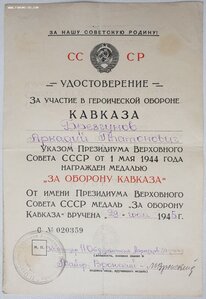 ЗА НАШУ СОВЕТСКУЮ РОДИНУ!
СС СР
УДОСТОВЕРЕНИЕ
ЗА УЧАСТИЕ В ГЕРОИЧЕСКОЙ ОБОРОНЕ
КАВКАЗА
УКАЗОМ ПРЕЗИДИУМА ВЕРХОВНОГО
СОВЕТА СССР ОТ 1 МАЯ 1944 ГОДА
НАГРАЖДЕН МЕДАЛЬЮ
„ЗА ОБОРОНУ КАВКАЗА"
ОТ ИМЕНИ ПРЕЗИДИУМА ВЕРХОВНОГО
СОВЕТА СССР МЕДАЛЬ „ЗА ОБОРОНУ
КАВКАЗА" ВРУЧЕНА 1945 Г.
С № 020359
М. П.
Майор